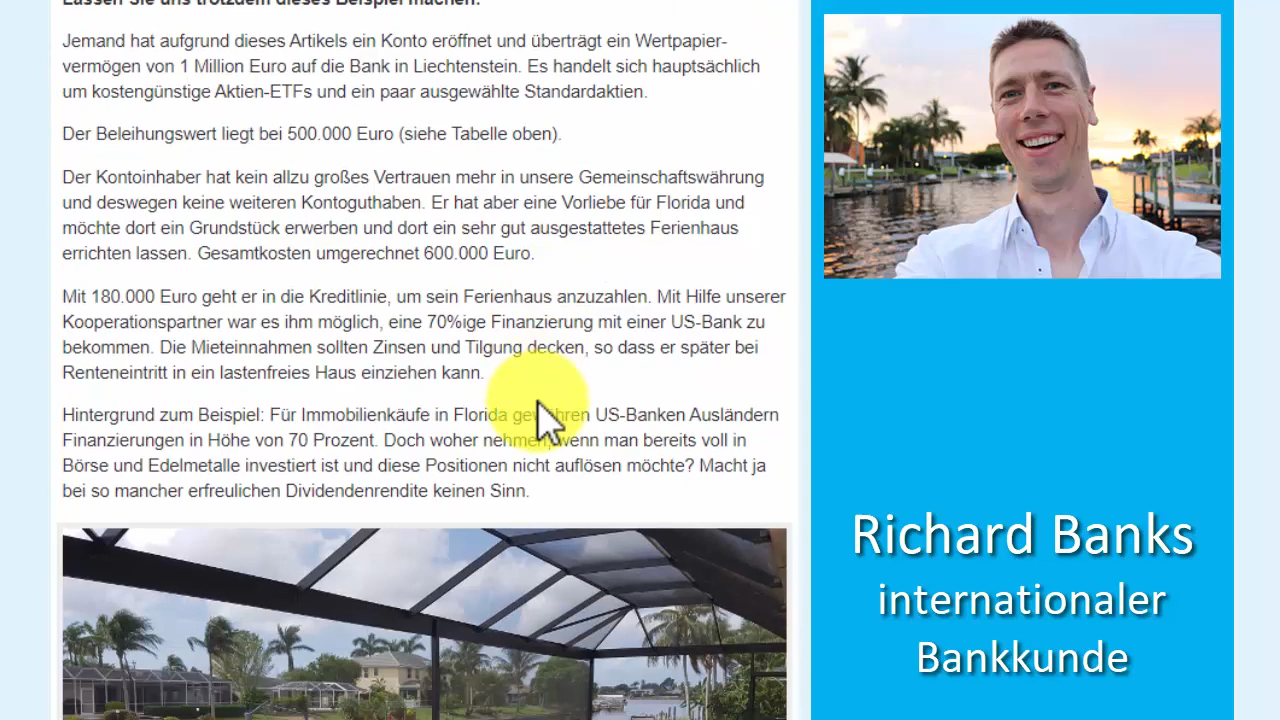 Lassen Sie uns trotzdem dieses Beispiel machen:
Jemand hat aufgrund dieses Artikels ein Konto eröffnet und überträgt ein Wertpapier-
vermögen von 1 Million Euro auf die Bank in Liechtenstein. Es handelt sich hauptsächlich
um kostengünstige Aktien-ETFs und ein paar ausgewählte Standardaktien.
Der Beleihungswert liegt bei 500.000 Euro (siehe Tabelle oben).
Der Kontoinhaber hat kein allzu großes Vertrauen mehr in unsere Gemeinschaftswährung
und deswegen keine weiteren Kontoguthaben. Er hat aber eine Vorliebe für Florida und
möchte dort ein Grundstück erwerben und dort ein sehr gut ausgestattetes Ferienhaus
errichten lassen. Gesamtkosten umgerechnet 600.000 Euro.
Mit 180.000 Euro geht er in die Kreditlinie, um sein Ferienhaus anzuzahlen. Mit Hilfe unserer
Kooperationspartner war es ihm möglich, eine 70%ige Finanzierung mit einer US-Bank zu
bekommen. Die Mieteinnahmen sollten Zinsen und Tilgung decken, so dass er später bei
Renteneintritt in ein lastenfreies Haus einziehen kann.
Hintergrund zum Beispiel: Für Immobilienkäufe in Florida gewähren US-Banken Ausländern
Finanzierungen in Höhe von 70 Prozent. Doch woher nehmen, wenn man bereits voll in
Börse und Edelmetalle investiert ist und diese Positionen nicht auflösen möchte? Macht ja
bei so mancher erfreulichen Dividendenrendite keinen Sinn.
Richard Banks
internationaler
Bankkunde